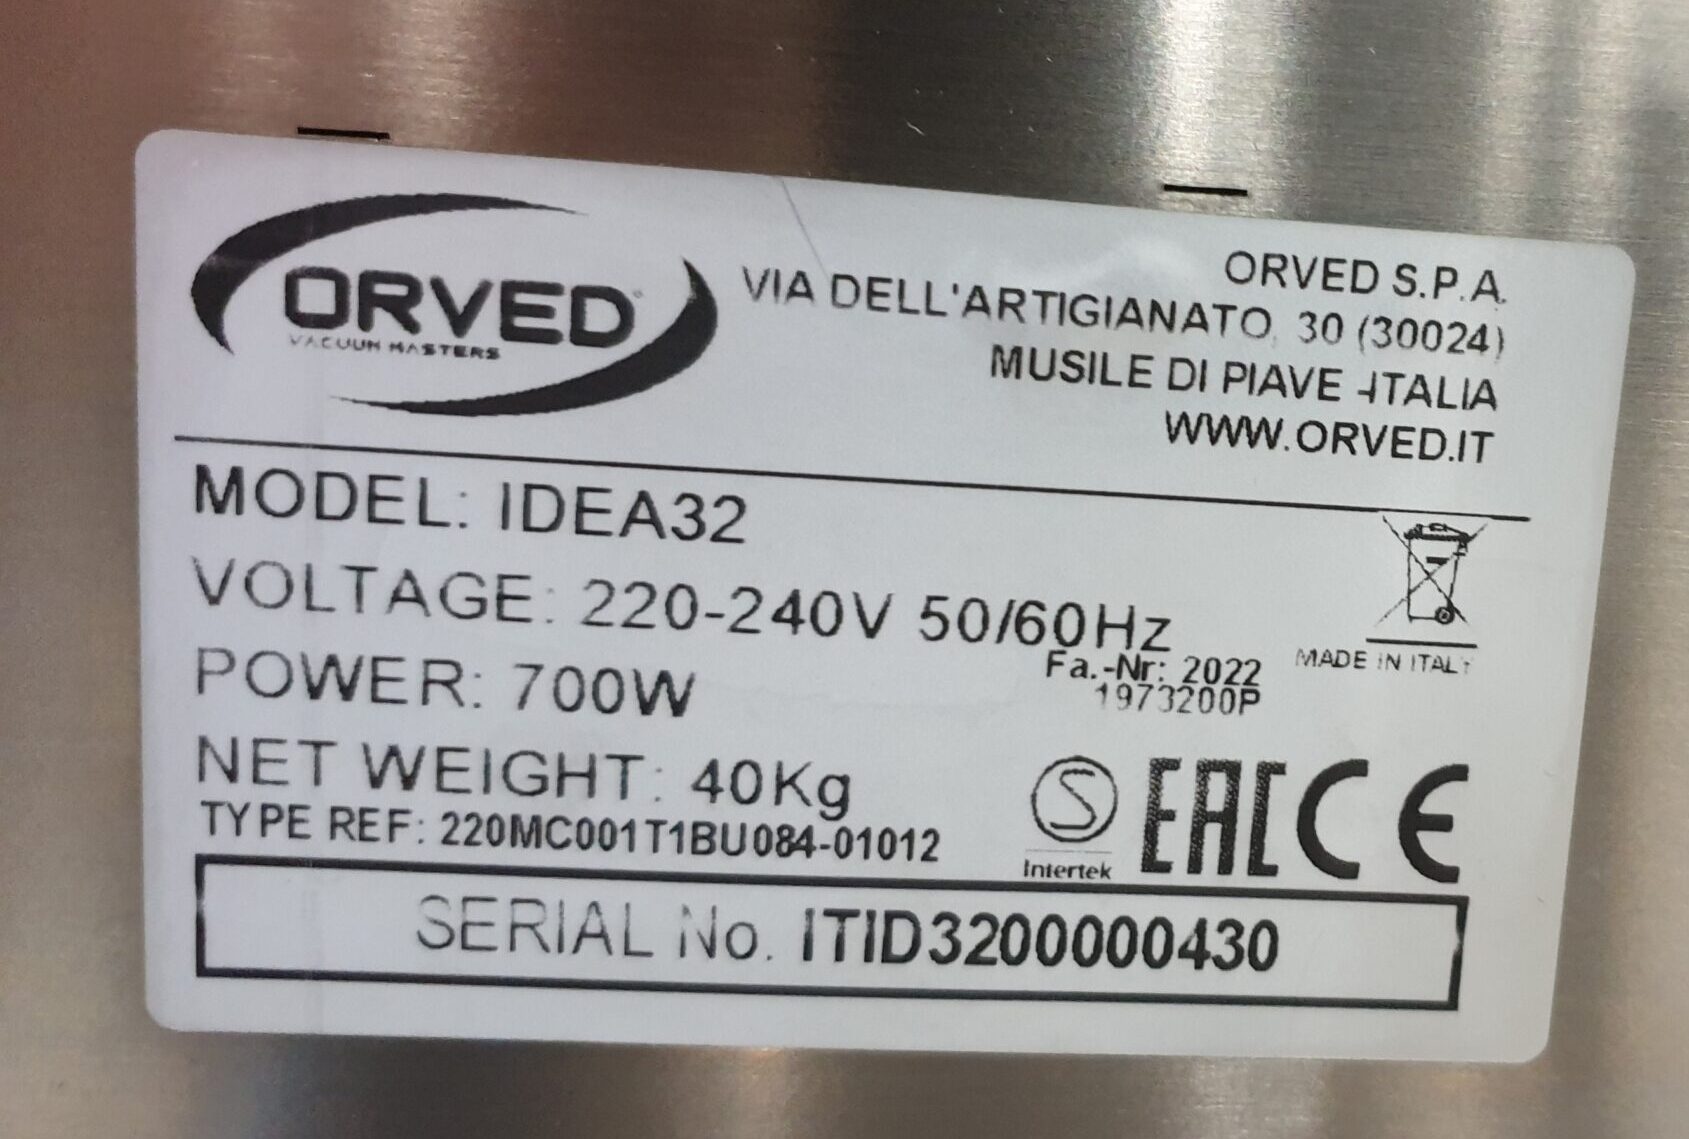 ORVED
VACUUM MASTERS
ORVED S.P.A.
VIA DELL'ARTIGIANATO, 30 (30024)
MUSILE DI PIAVE -ITALIA
WWW.ORVED.IT
MODEL: IDEA32
VOLTAGE: 220-240V 50/60Hz
POWER: 700W
Fa.-Nr: 2022
1973200P
MADE IN ITALY
NET WEIGHT: 40Kg
TYPE REF: 220MC001T1BU084-01012
S
Intertek
EAC CE
SERIAL No. ITID3200000430